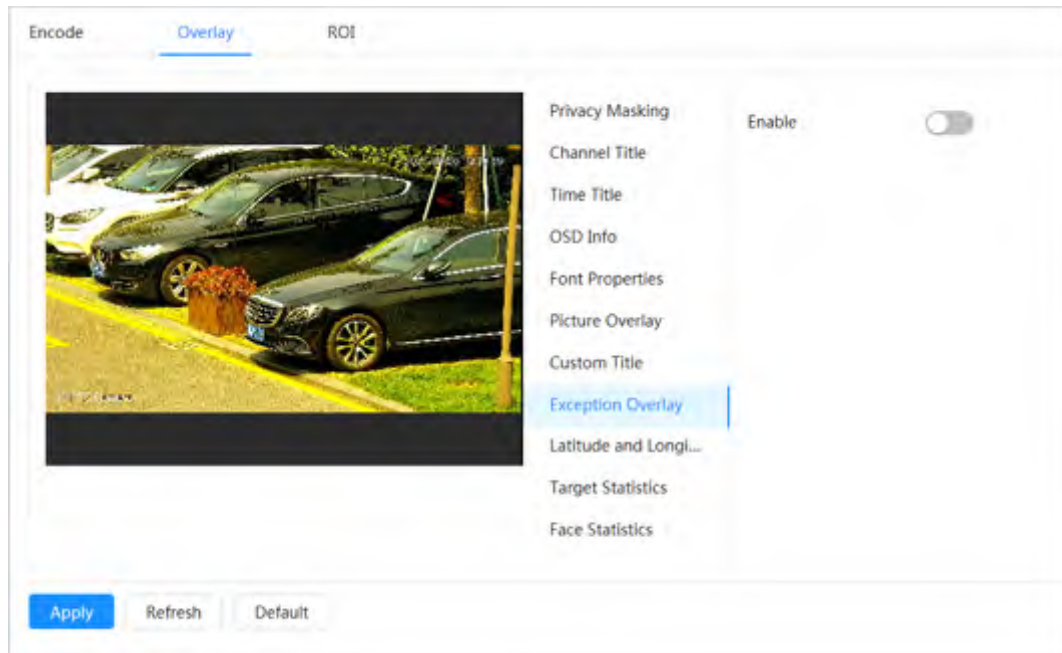 Encode
Overlay
ROI
Privacy Masking
Channel Title
Time Title
OSD Info
Font Properties
Picture Overlay
Custom Title
Exception Overlay
Latitude and Longi...
Target Statistics
Face Statistics
Enable
Apply
Refresh
Default